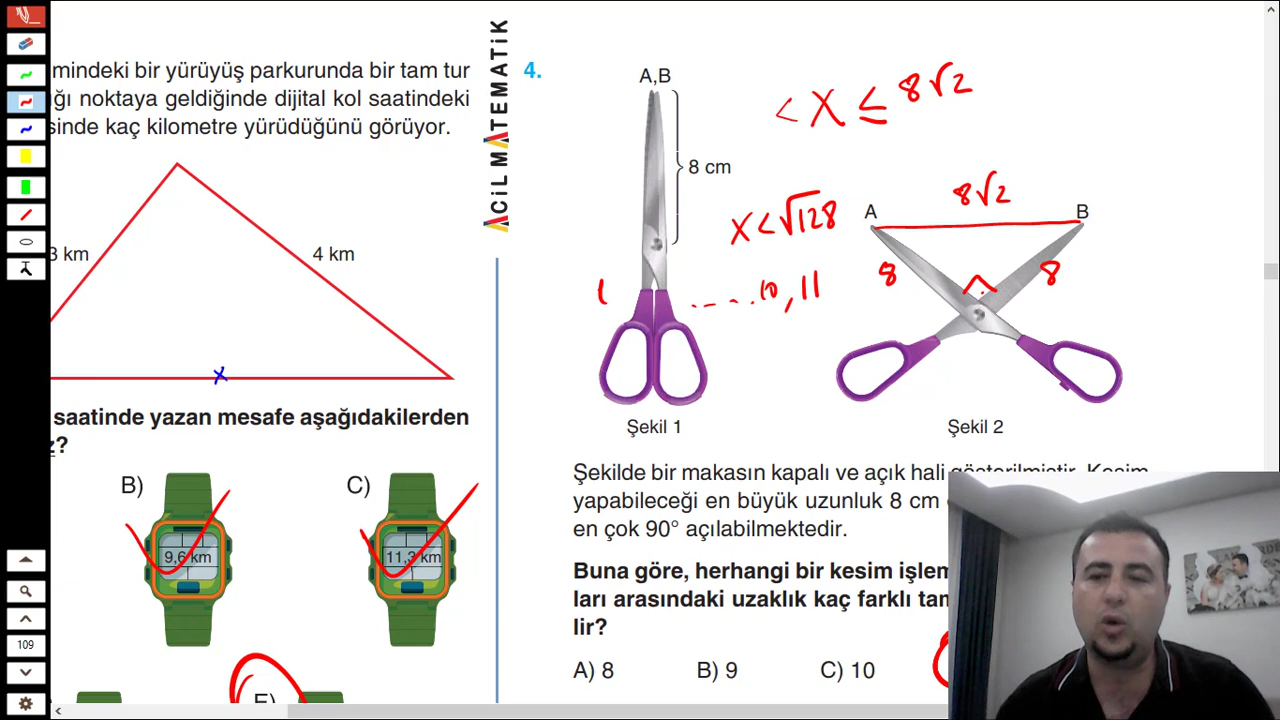 mindeki bir yürüyüş parkurunda bir tam tur
ğı noktaya geldiğinde dijital kol saatindeki
sinde kaç kilometre yürüdüğünü görüyor.
3 km
4 km
x
saatinde yazan mesafe aşağıdakilerden
z?
B)
9,6 km
C)
11,3 km
E)
ACİL MATEMATİK
4.
A,B
8 cm
< x ≤ 8√2
x < √128
1 ..... 10, 11
Şekil 1
A
B
8√2
8
8
Şekil 2
Şekilde bir makasın kapalı ve açık hali gösterilmiştir. Kesim
yapabileceği en büyük uzunluk 8 cm
en çok 90° açılabilmektedir.
Buna göre, herhangi bir kesim işlem
ları arasındaki uzaklık kaç farklı tam
lir?
A) 8
B) 9
C) 10
109